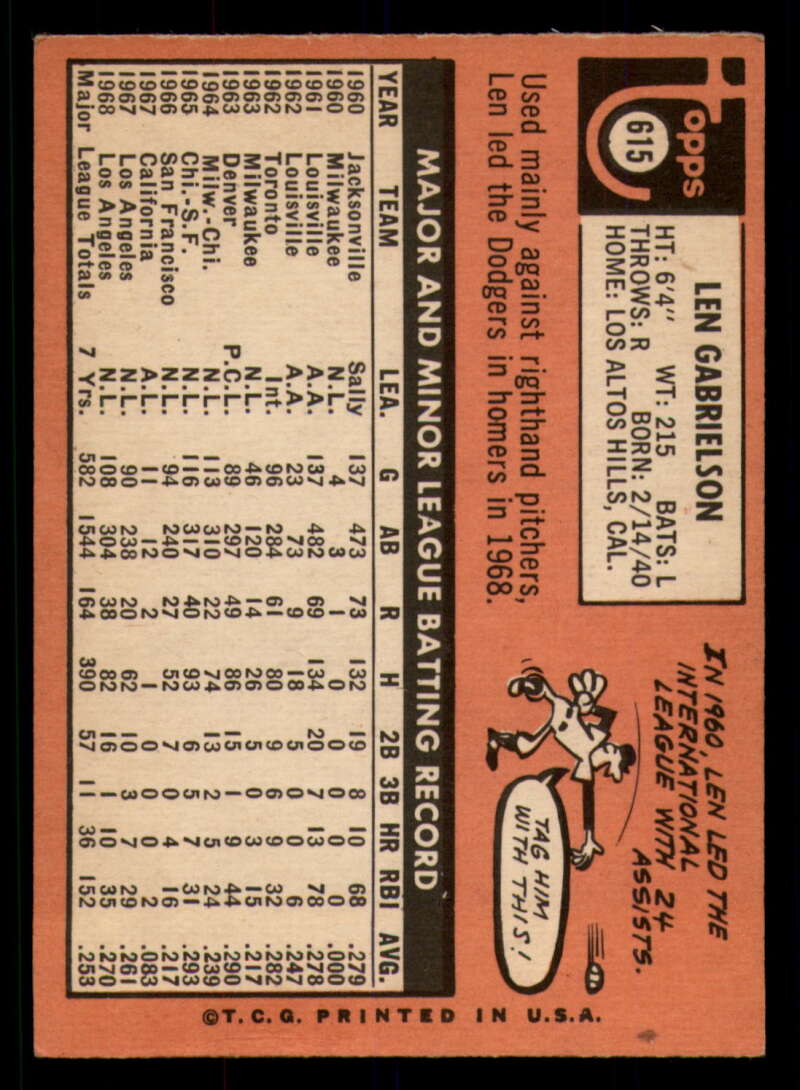 Topps
615
LEN GABRIELSON
HT: 6'4" WT: 215 BATS: L
THROWS: R BORN: 2/14/40
HOME: LOS ALTOS HILLS, CAL.
Used mainly against righthand pitchers,
Len led the Dodgers in homers in 1968.
IN 1960, LEN LED THE
INTERNATIONAL
LEAGUE WITH 24
ASSISTS.
TAG HIM
WITH THIS!
MAJOR AND MINOR LEAGUE BATTING RECORD
YEAR TEAM LEA. G AB R H 2B 3B HR RBI AVG.
1960 Jacksonville Sally 137 473 73 132 19 8 10 68 .279
1960 Milwaukee N.L. 4 3 1 0 0 0 0 0 .000
1961 Louisville A.A. 137 482 69 134 20 7 13 78 .278
1962 Louisville A.A. 23 73 9 18 5 0 0 6 .247
1962 Toronto Int. 96 284 61 80 9 6 9 32 .282
1963 Milwaukee N.L. 46 120 14 26 5 0 3 15 .217
1963 Denver P.C.L. 89 297 49 86 15 1 9 44 .290
1964 Milw.-Chi. N.L. 113 310 22 74 13 2 5 24 .239
1965 Chi.-S.F. N.L. 116 317 40 93 6 5 7 31 .293
1966 San Francisco N.L. 94 240 27 52 7 0 4 16 .217
1967 California A.L. 11 12 2 1 0 0 0 2 .083
1967 Los Angeles N.L. 90 238 20 62 10 3 7 29 .261
1968 Los Angeles N.L. 108 304 38 82 16 1 10 35 .270
Major League Totals 7 Yrs. 582 1544 164 390 57 11 36 152 .253
©T.C.G. PRINTED IN U.S.A.